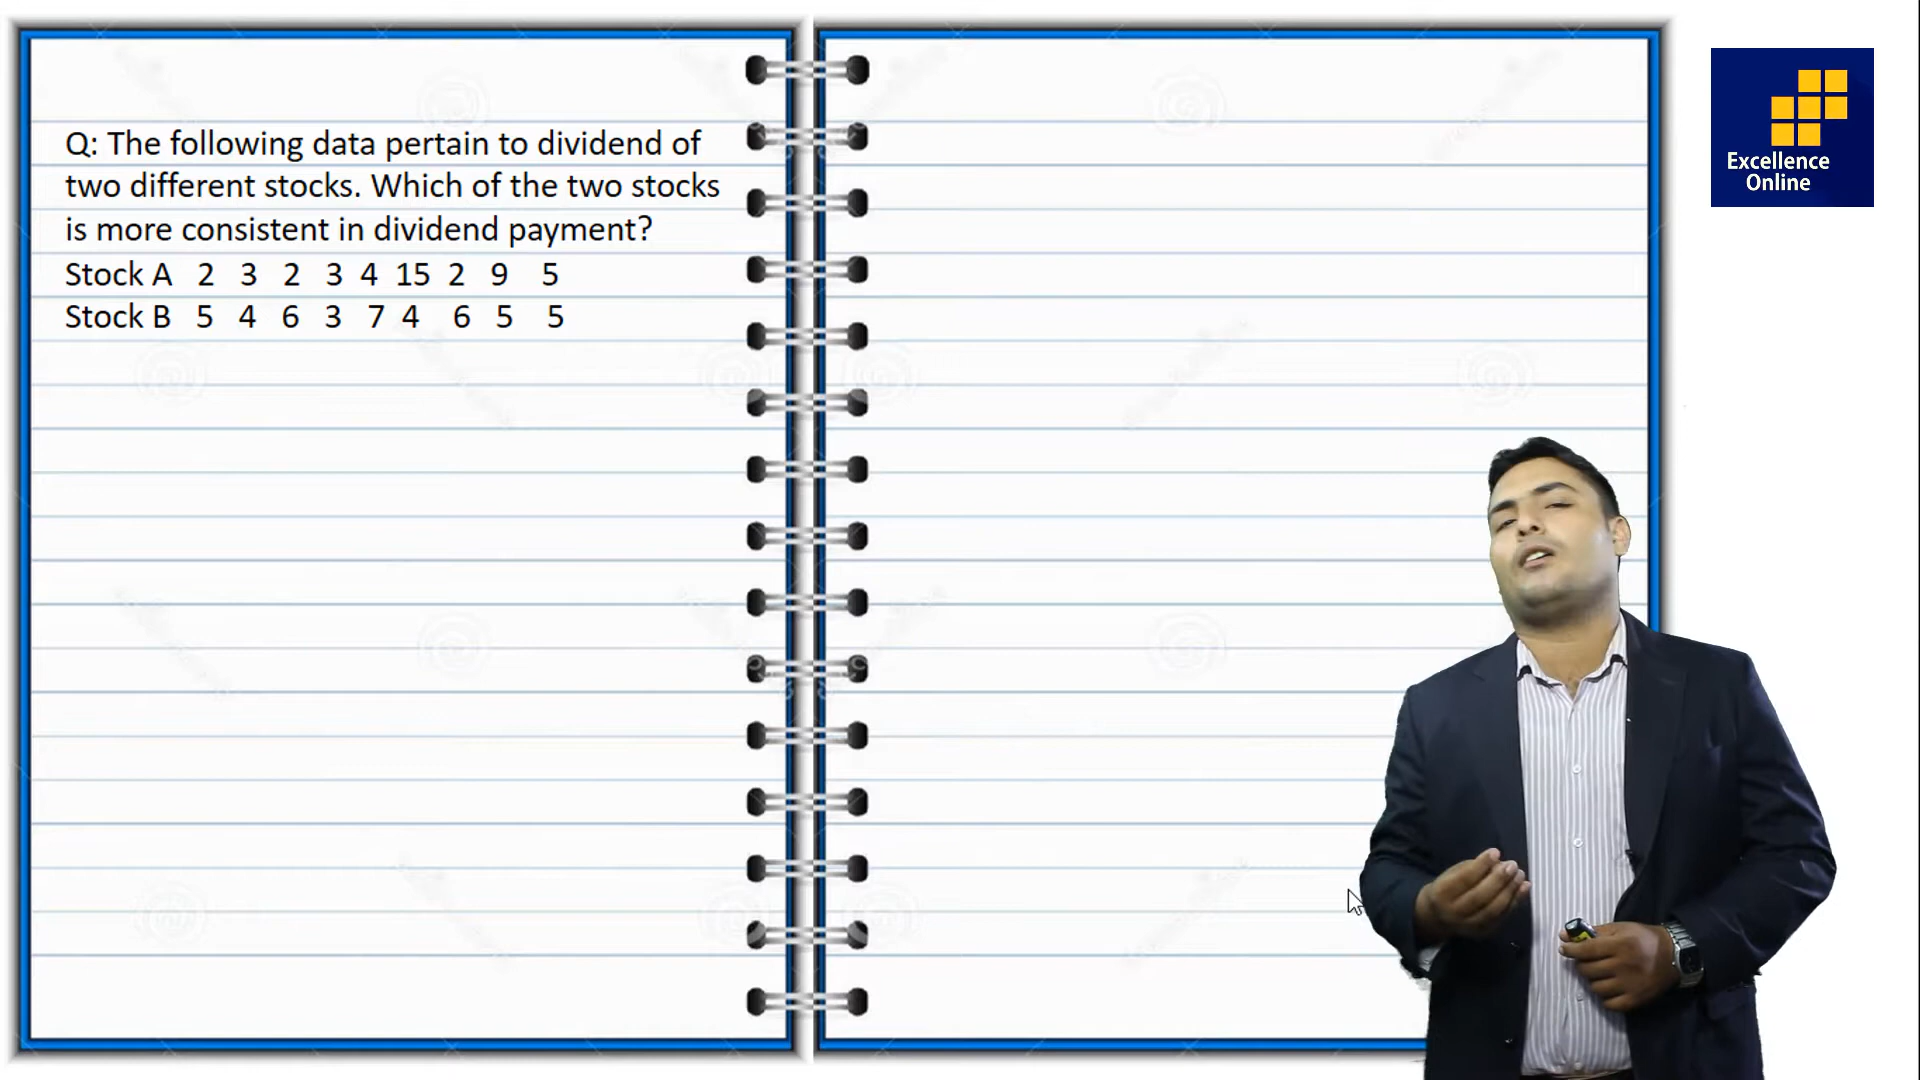 Q: The following data pertain to dividend of
two different stocks. Which of the two stocks
is more consistent in dividend payment?
Stock A 2 3 2 3 4 15 2 9 5
Stock B 5 4 6 3 7 4 6 5 5
Excellence
Online